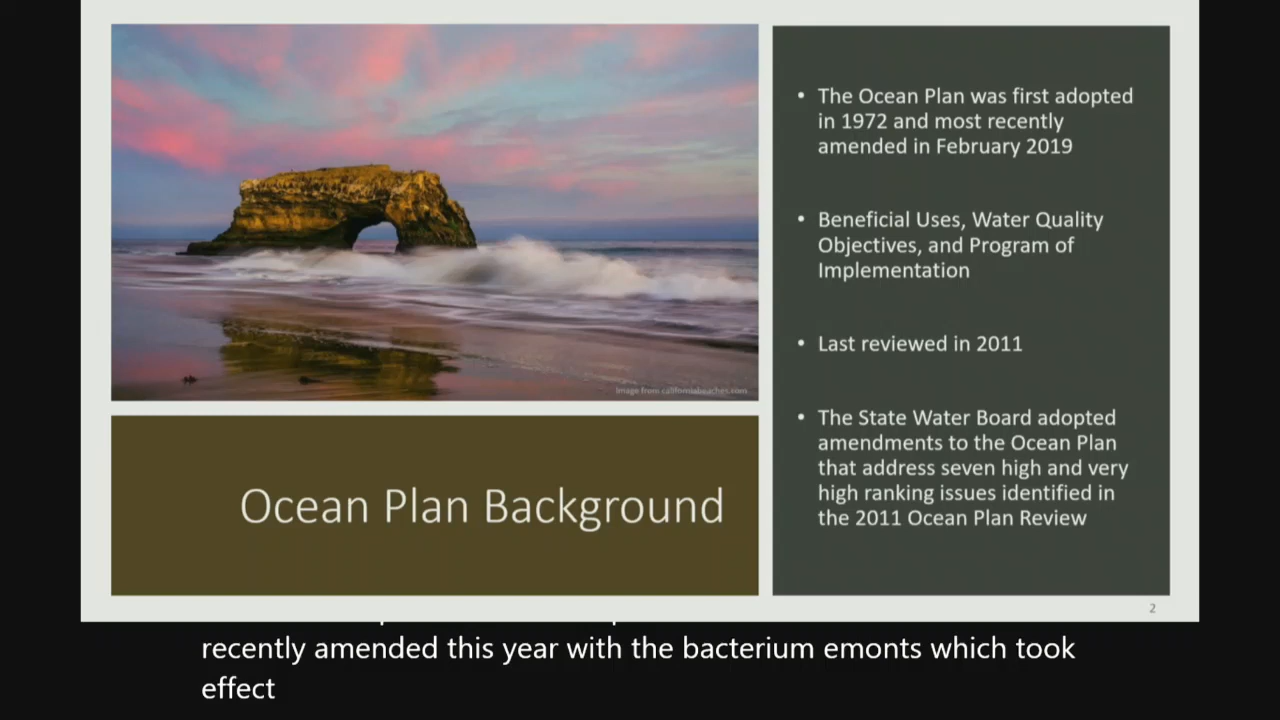 • The Ocean Plan was first adopted
in 1972 and most recently
amended in February 2019
• Beneficial Uses, Water Quality
Objectives, and Program of
Implementation
• Last reviewed in 2011
• The State Water Board adopted
amendments to the Ocean Plan
that address seven high and very
high ranking issues identified in
the 2011 Ocean Plan Review
Image from californiabeaches.com
Ocean Plan Background
2
recently amended this year with the bacterium emonts which took
effect